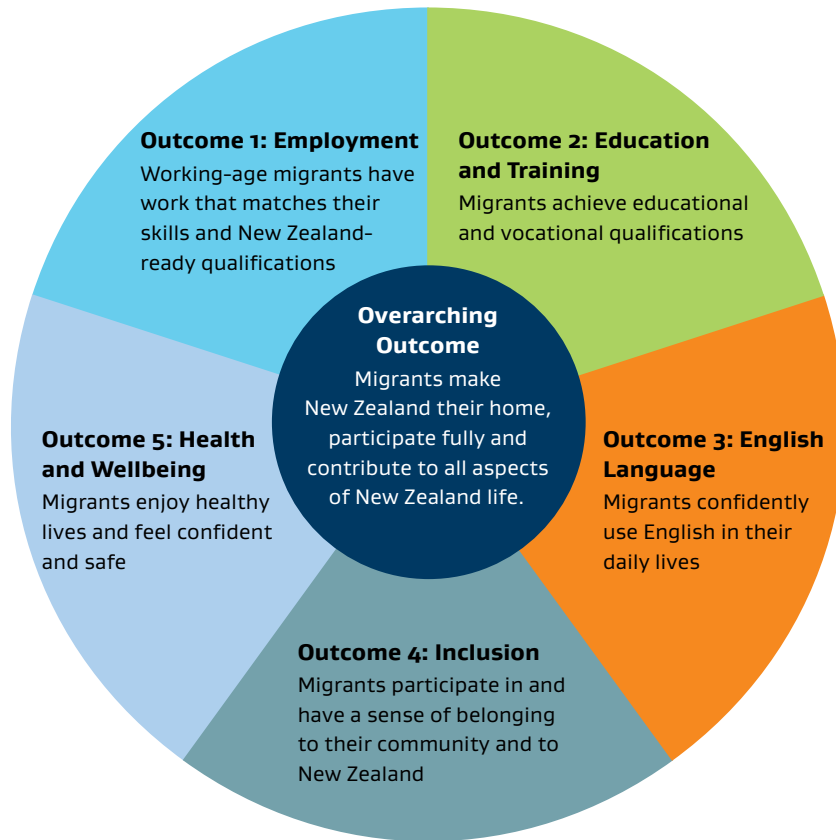 Outcome 1: Employment
Working-age migrants have
work that matches their
skills and New Zealand-
ready qualifications
Outcome 2: Education
and Training
Migrants achieve educational
and vocational qualifications
Overarching
Outcome
Migrants make
New Zealand their home,
participate fully and
contribute to all aspects
of New Zealand life.
Outcome 3: English
Language
Migrants confidently
use English in their
daily lives
Outcome 4: Inclusion
Migrants participate in and
have a sense of belonging
to their community and to
New Zealand
Outcome 5: Health
and Wellbeing
Migrants enjoy healthy
lives and feel confident
and safe